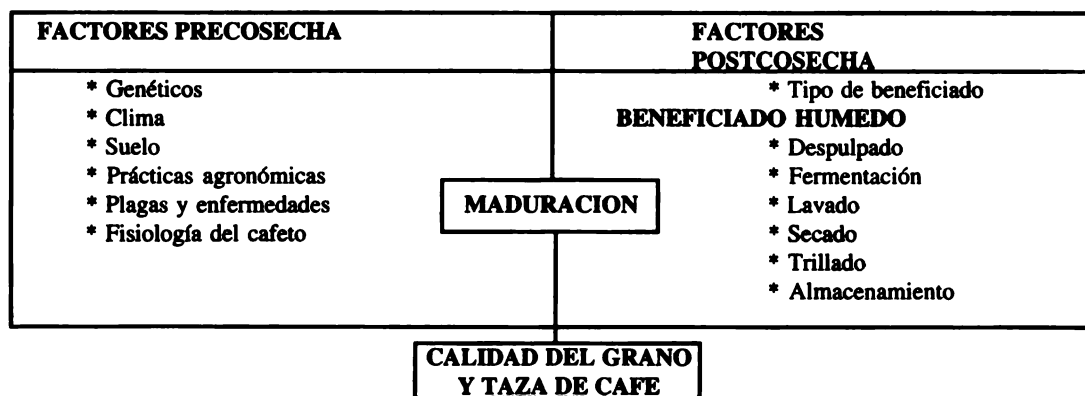 FACTORES PRECOSECHA
* Genéticos
* Clima
* Suelo
* Prácticas agronómicas
* Plagas y enfermedades
* Fisiología del cafeto
FACTORES
POSTCOSECHA
* Tipo de beneficiado
BENEFICIADO HUMEDO
* Despulpado
* Fermentación
* Lavado
* Secado
* Trillado
* Almacenamiento
MADURACION
CALIDAD DEL GRANO
Y TAZA DE CAFE